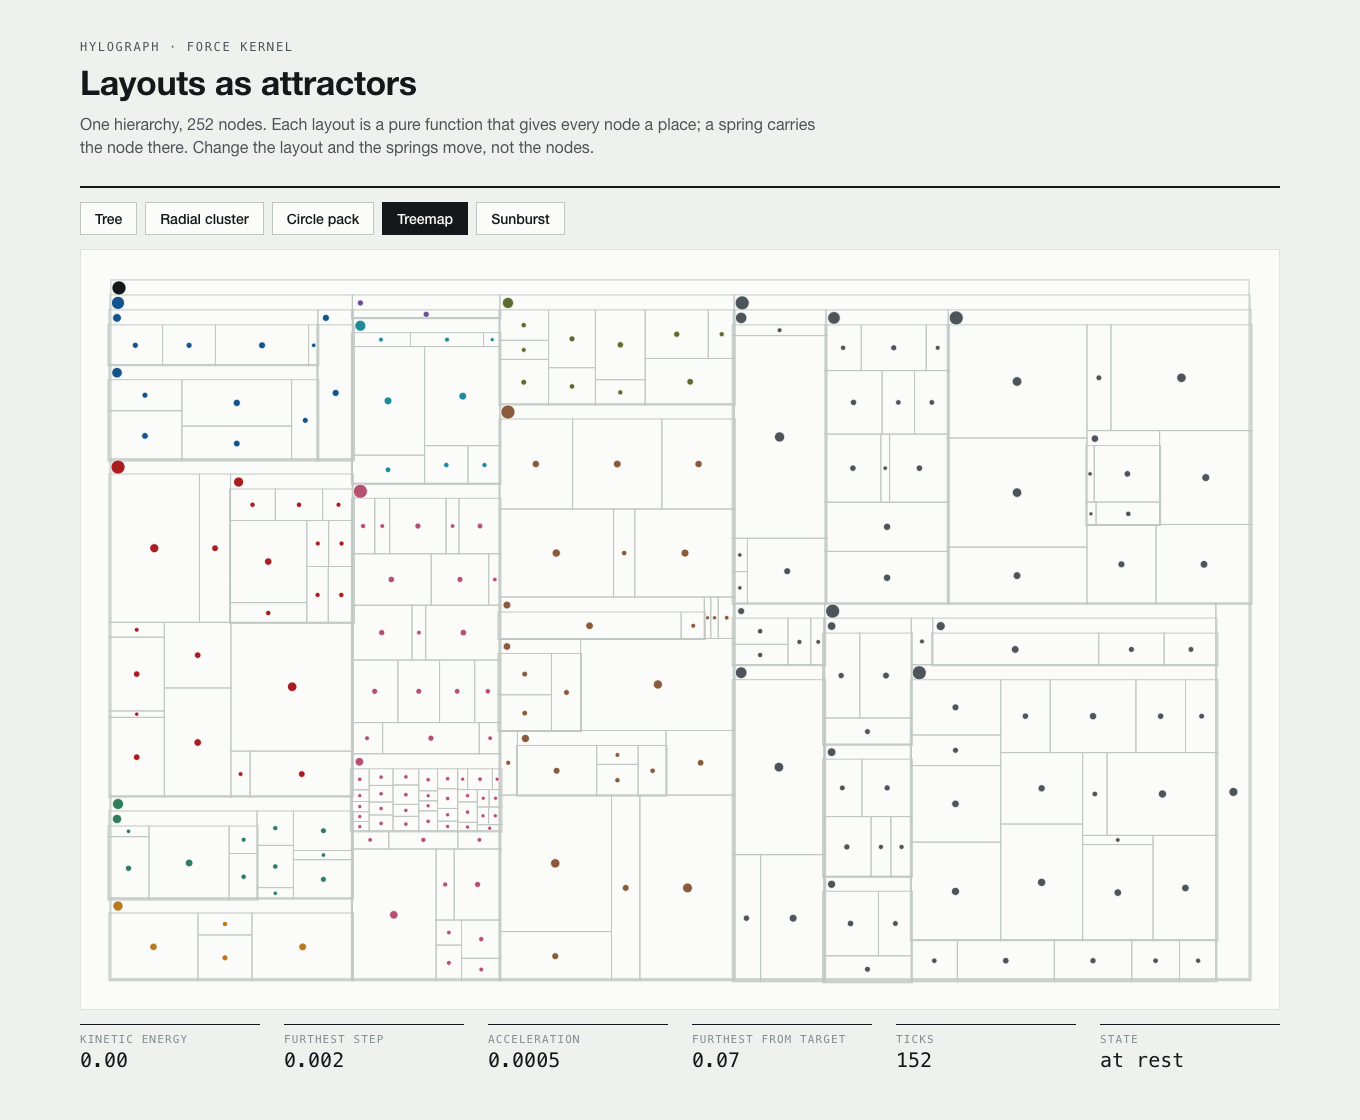 HYLOGRAPH · FORCE KERNEL
Layouts as attractors
One hierarchy, 252 nodes. Each layout is a pure function that gives every node a place; a spring carries
the node there. Change the layout and the springs move, not the nodes.
Tree Radial cluster Circle pack Treemap Sunburst
KINETIC ENERGY FURTHEST STEP ACCELERATION FURTHEST FROM TARGET TICKS STATE
0.00 0.002 0.0005 0.07 152 at rest